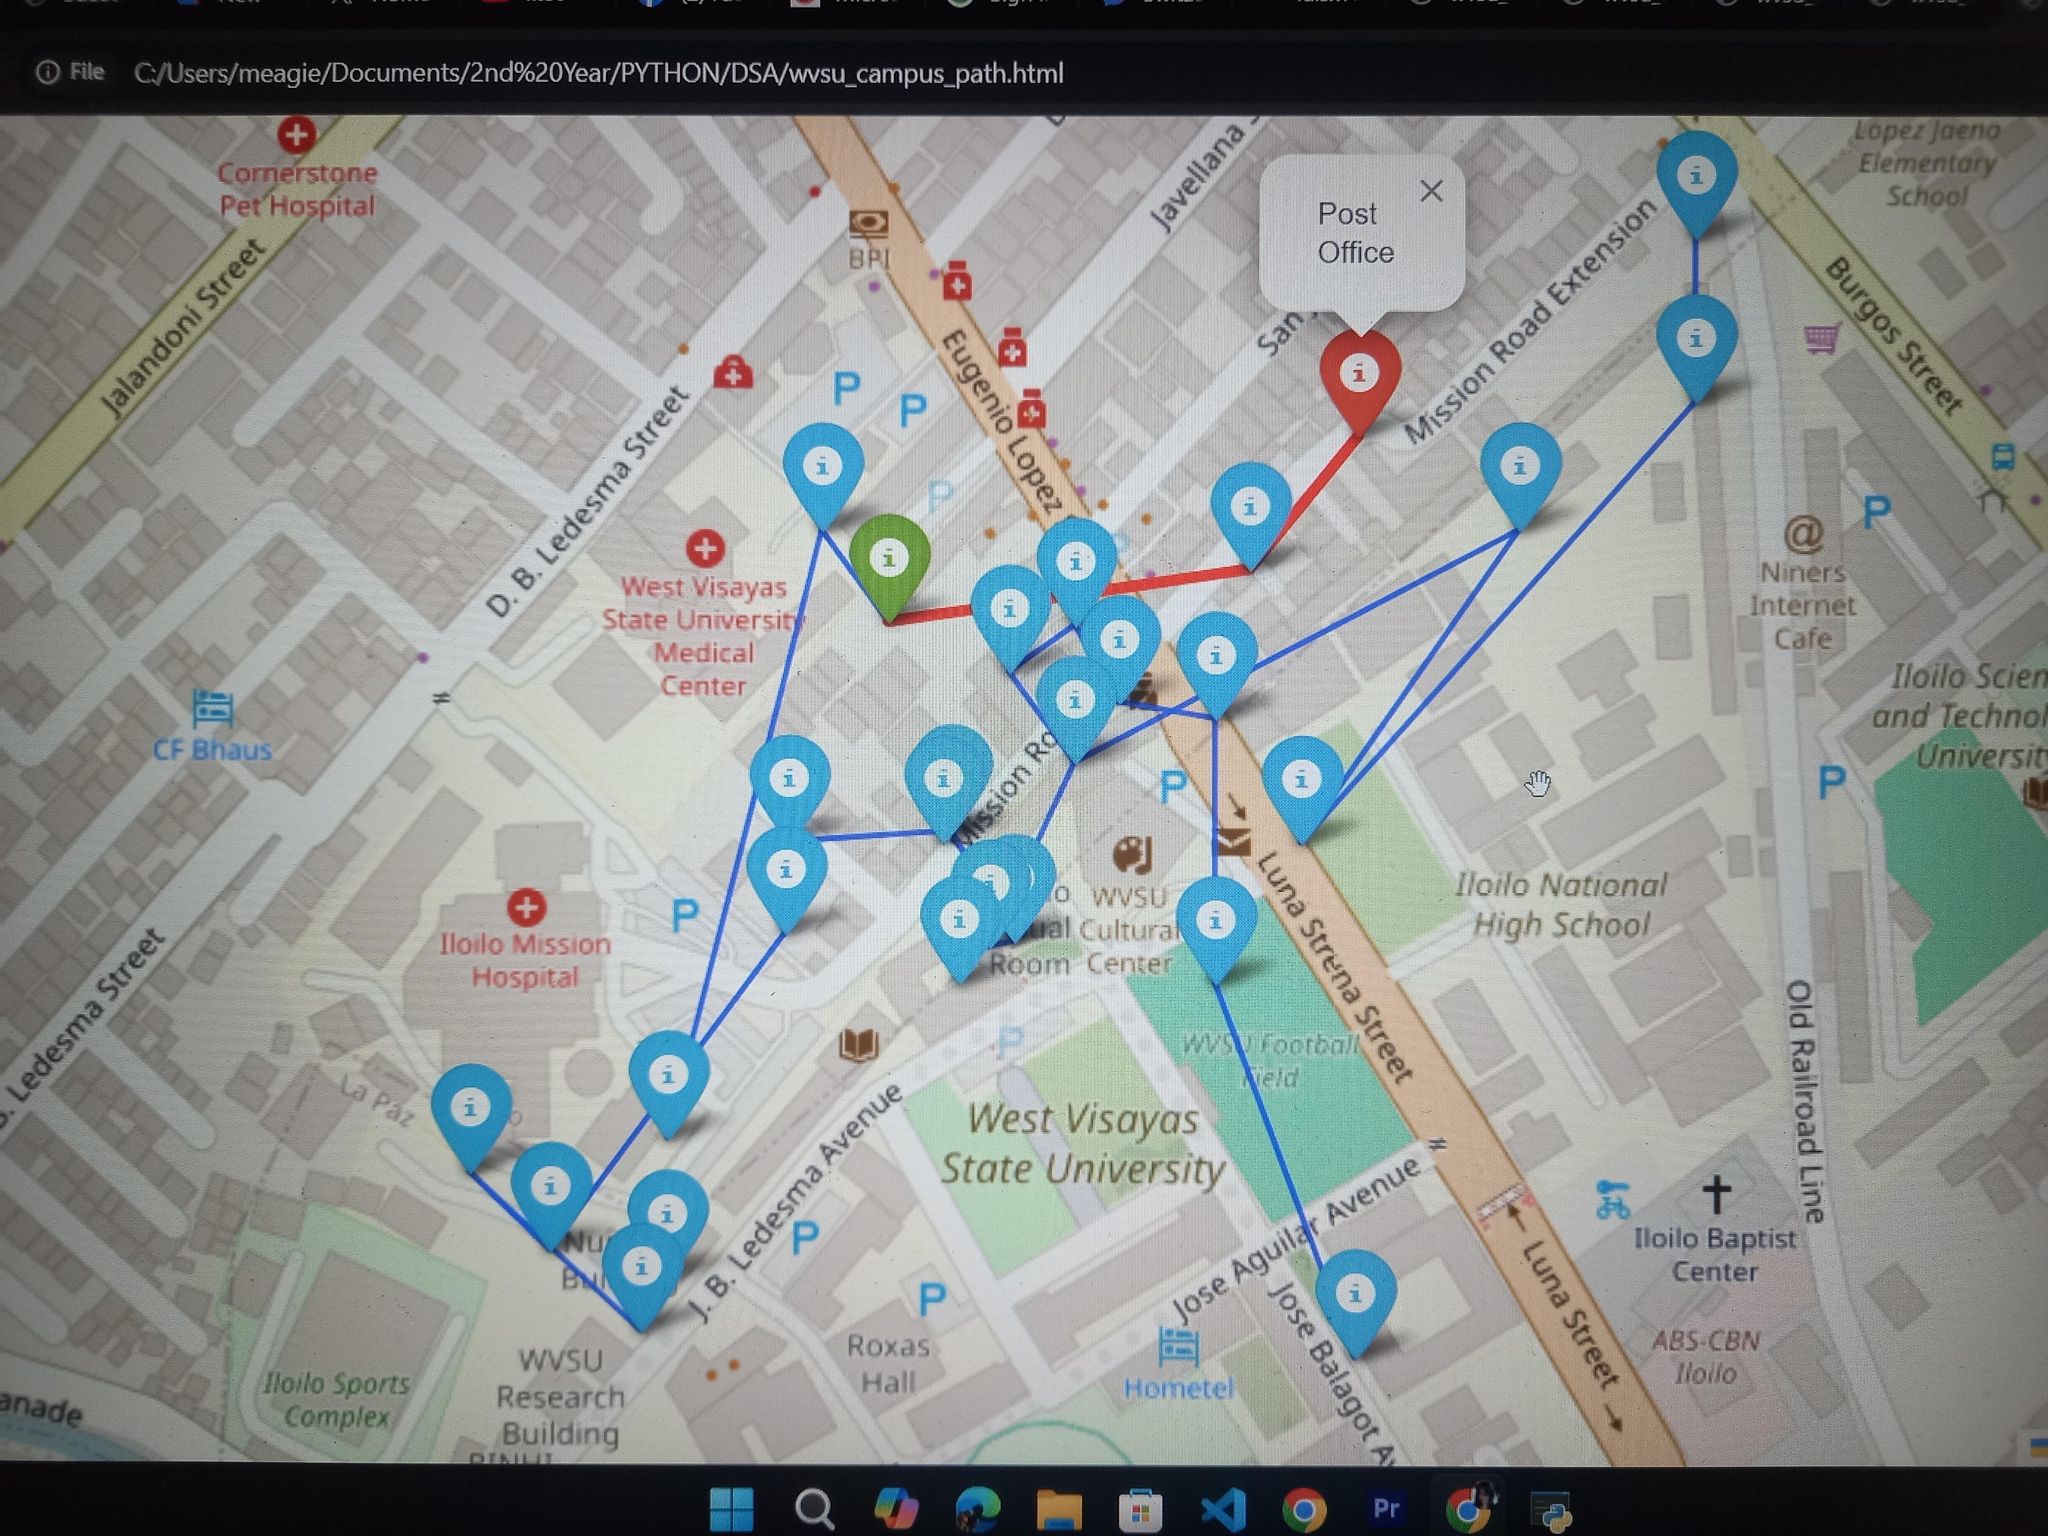 File C:/Users/meagie/Documents/2nd%20Year/PYTHON/DSA/wvsu_campus_path.html
Cornerstone
Pet Hospital
Jalandoni Street
BPI
Javellana
Post
Office
Lopez Jaena
Elementary
School
Burgos Street
Mission Road Extension
San
Eugenio Lopez
D. B. Ledesma Street
West Visayas
State University
Medical
Center
CF Bhaus
Niners
Internet
Cafe
Iloilo Scien
and Technol
University
Mission Ro
Iloilo Mission
Hospital
WVSU
Cultural
Center
Room
Luna Strena Street
Iloilo National
High School
Old Railroad Line
B. Ledesma Street
La Paz
WVSU Football
Field
West Visayas
State University
J. B. Ledesma Avenue
Jose Aguilar Avenue
Jose Balagot Av
Luna Street
Iloilo Baptist
Center
ABS-CBN
Iloilo
Hometel
Roxas
Hall
WVSU
Research
Building
Iloilo Sports
Complex
anade
Pr